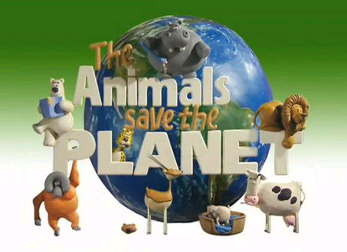 The
Animals
save the
PLANET